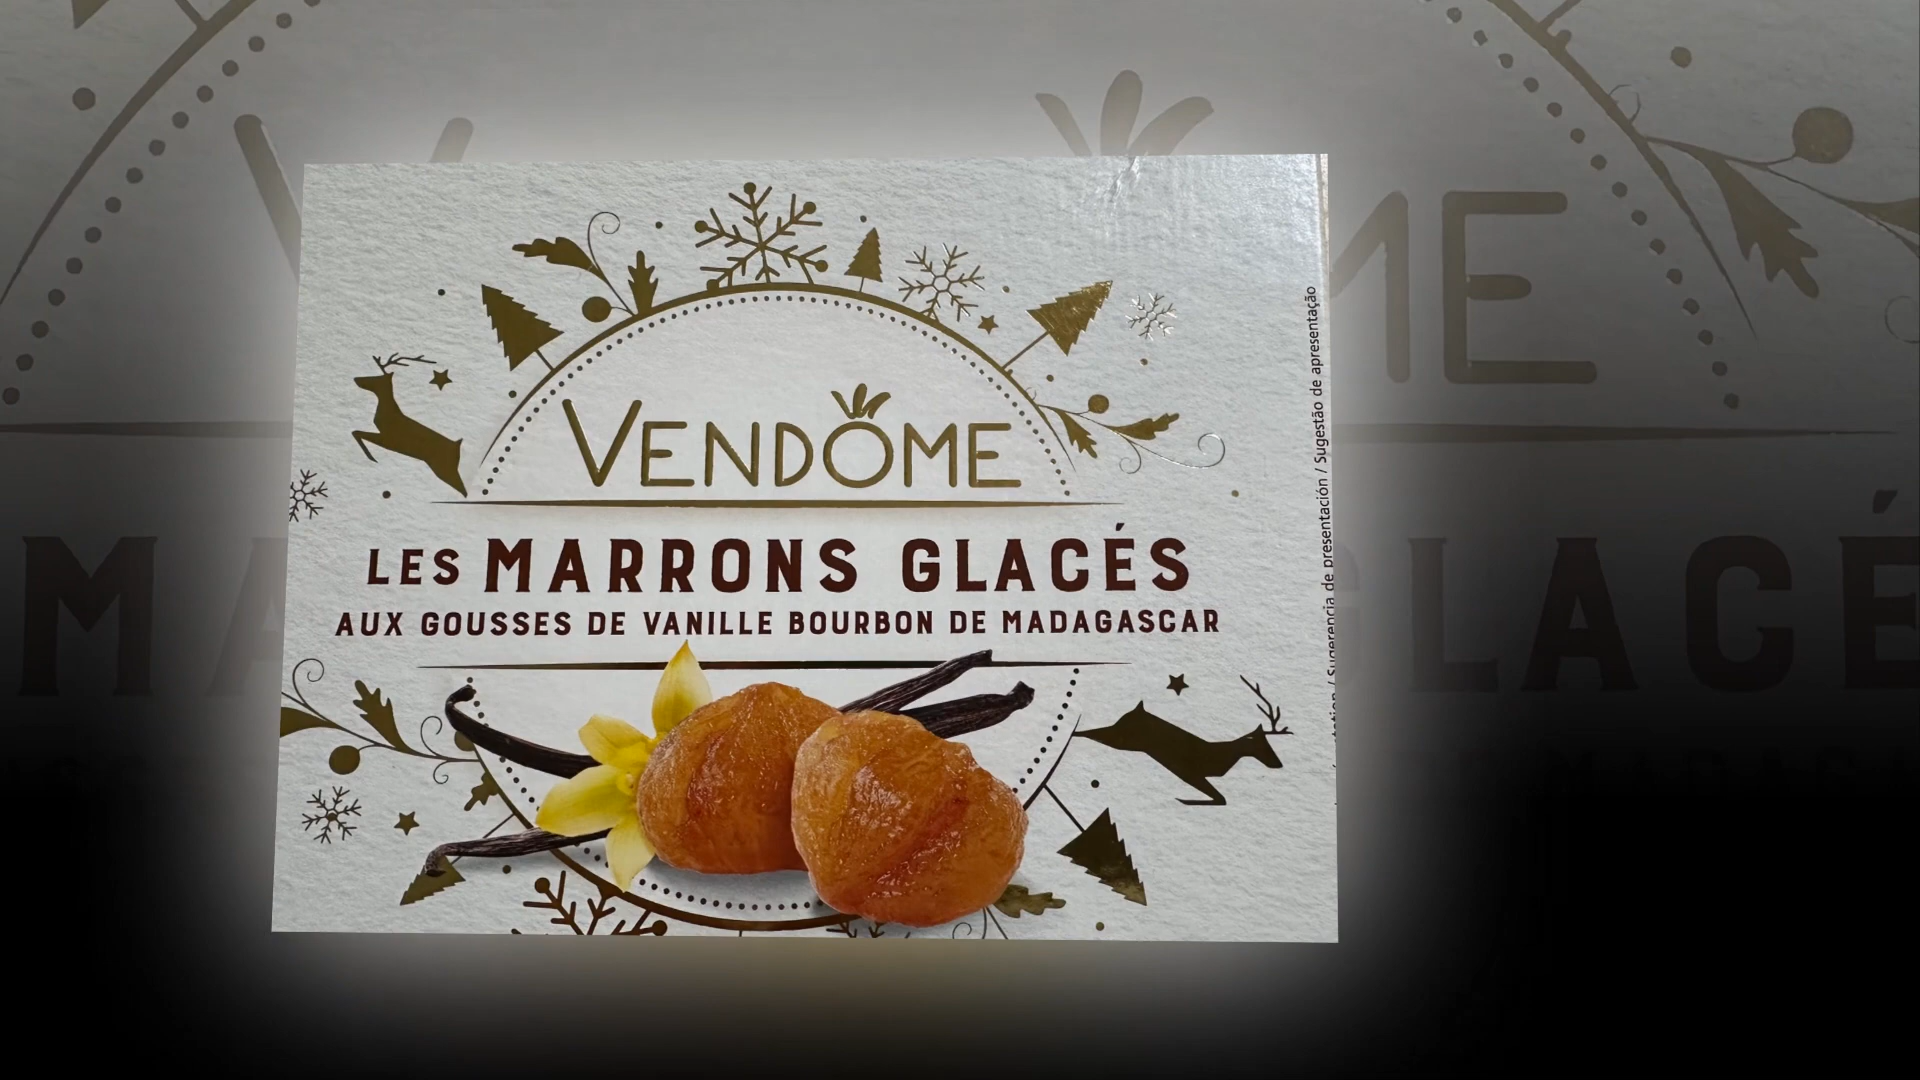 VENDÔME
LES MARRONS GLACÉS
AUX GOUSSES DE VANILLE BOURBON DE MADAGASCAR
/ Sugerencia de presentación / Sugestão de apresentação